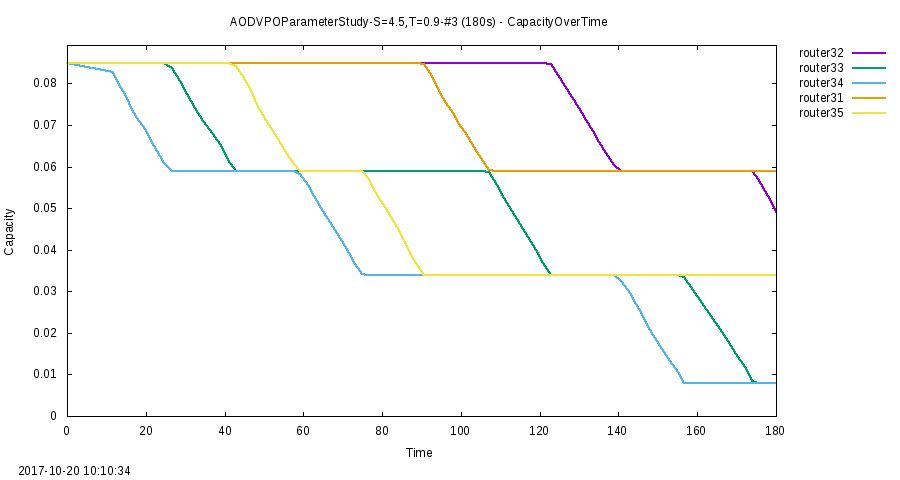 AODVPOParameterStudy-S=4.5,T=0.9-#3 (180s) - CapacityOverTime
router32
router33
router34
router31
router35
0.08
0.07
0.06
0.05
0.04
0.03
0.02
0.01
0
Capacity
0 20 40 60 80 100 120 140 160 180
Time
2017-10-20 10:10:34